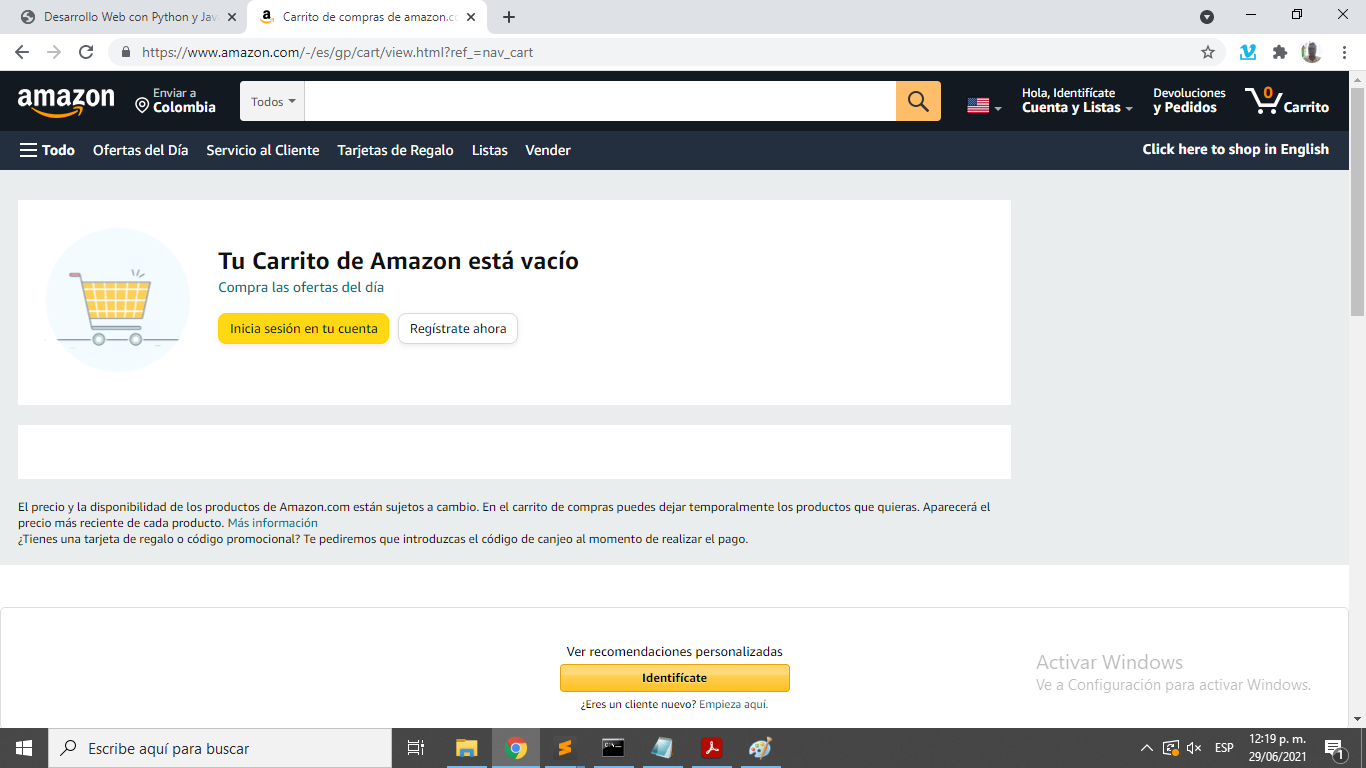 Desarrollo Web con Python y Jav
Carrito de compras de amazon.co
https://www.amazon.com/-/es/gp/cart/view.html?ref_=nav_cart
amazon
Enviar a
Colombia
Todos
Hola, Identifícate
Cuenta y Listas
Devoluciones
y Pedidos
0
Carrito
Todo
Ofertas del Día
Servicio al Cliente
Tarjetas de Regalo
Listas
Vender
Click here to shop in English
Tu Carrito de Amazon está vacío
Compra las ofertas del día
Inicia sesión en tu cuenta
Regístrate ahora
El precio y la disponibilidad de los productos de Amazon.com están sujetos a cambio. En el carrito de compras puedes dejar temporalmente los productos que quieras. Aparecerá el
precio más reciente de cada producto. Más información
¿Tienes una tarjeta de regalo o código promocional? Te pediremos que introduzcas el código de canjeo al momento de realizar el pago.
Ver recomendaciones personalizadas
Identifícate
¿Eres un cliente nuevo? Empieza aquí.
Activar Windows
Ve a Configuración para activar Windows.
Escribe aquí para buscar
ESP
12:19 p. m.
29/06/2021
1